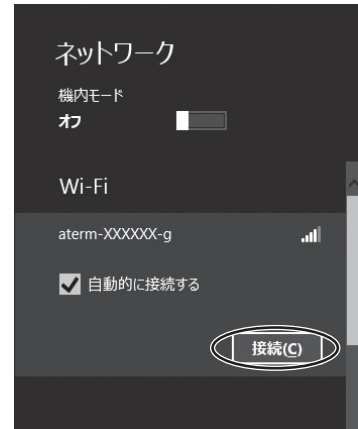 ネットワーク
機内モード
オフ
Wi-Fi
aterm-XXXXXX-g
自動的に接続する
接続(C)